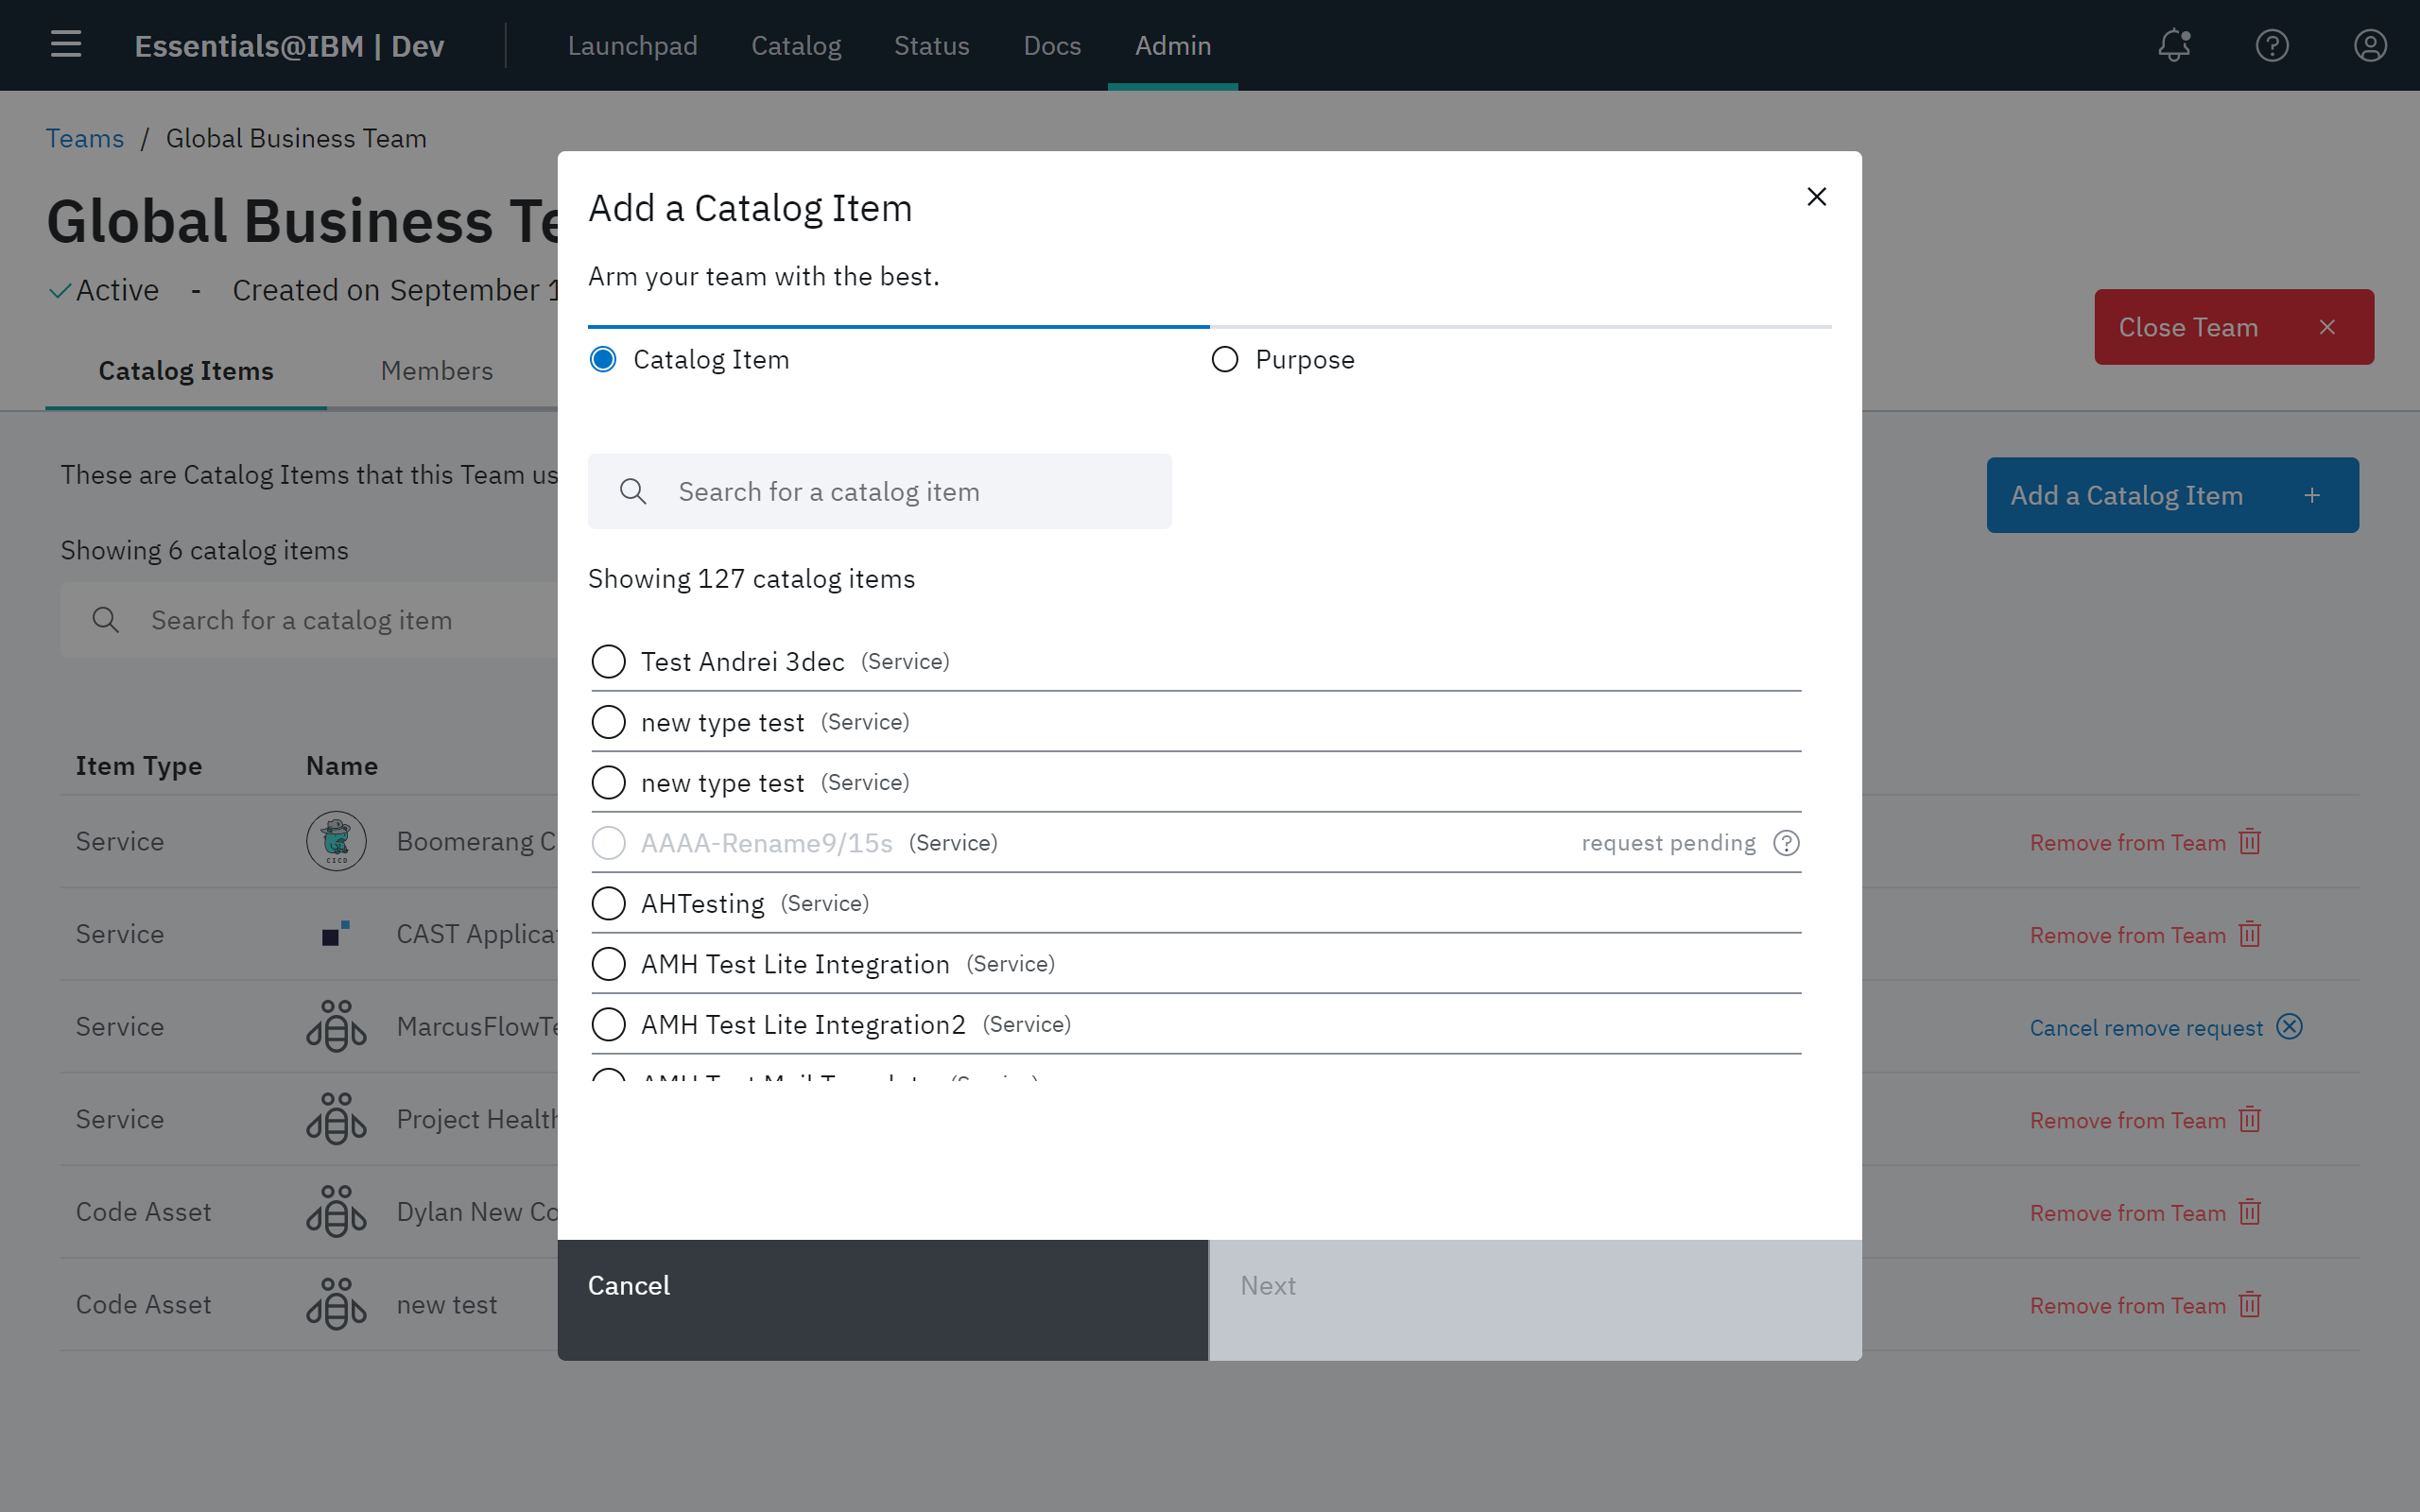 Essentials@IBM | Dev Launchpad Catalog Status Docs Admin
Teams / Global Business Team
Global Business Te
Active - Created on September 1
Close Team
Catalog Items Members
These are Catalog Items that this Team us
Add a Catalog Item
Showing 6 catalog items
Search for a catalog item
Item Type Name
Service CICD Boomerang C Remove from Team
Service CAST Applica Remove from Team
Service MarcusFlowTe Cancel remove request
Service Project Health Remove from Team
Code Asset Dylan New Co Remove from Team
Code Asset new test Remove from Team
Add a Catalog Item
Arm your team with the best.
Catalog Item Purpose
Search for a catalog item
Showing 127 catalog items
Test Andrei 3dec (Service)
new type test (Service)
new type test (Service)
AAAA-Rename9/15s (Service) request pending
AHTesting (Service)
AMH Test Lite Integration (Service)
AMH Test Lite Integration2 (Service)
AMH Test Mail Template (Service)
Cancel Next